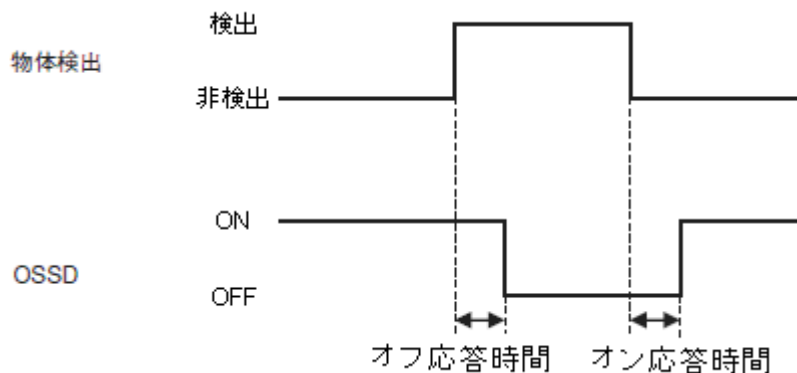 検出
物体検出
非検出
ON
OSSD
OFF
オフ応答時間 オン応答時間